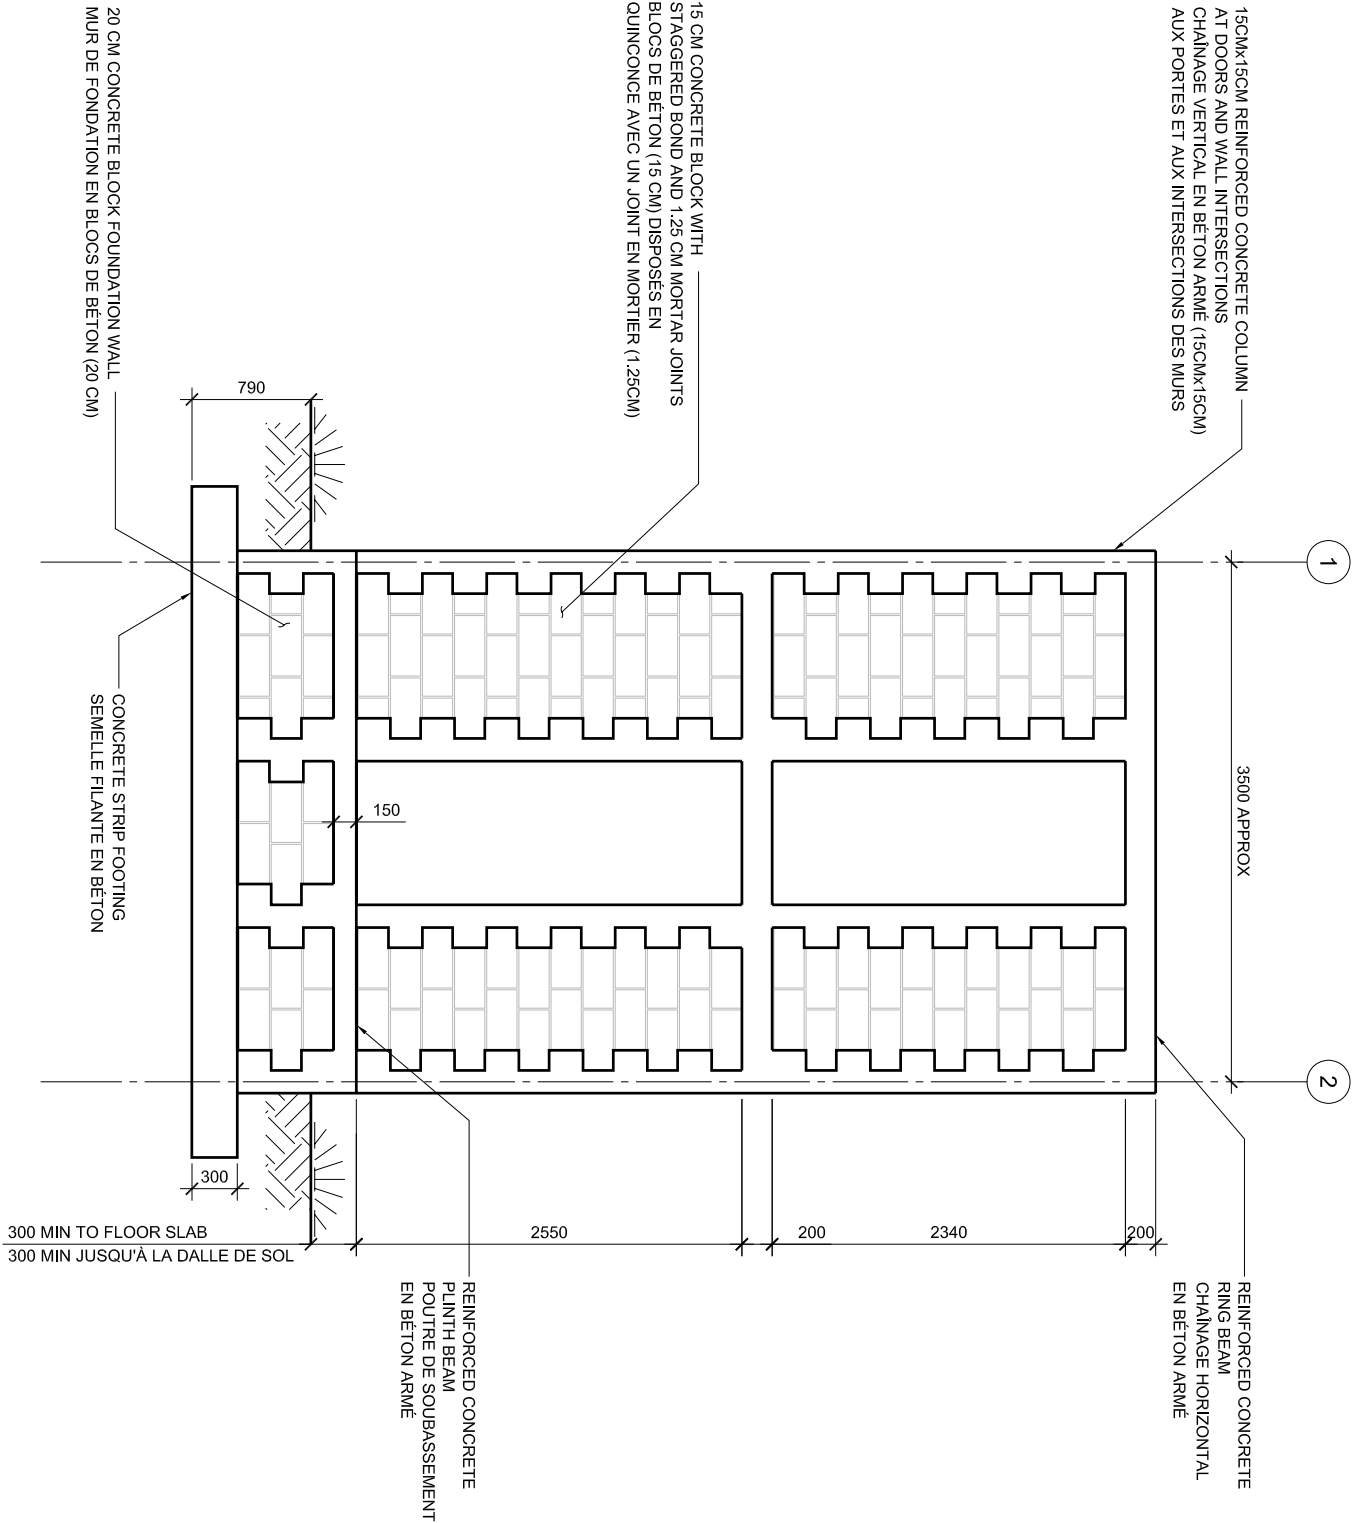 15CMx15CM REINFORCED CONCRETE COLUMN
AT DOORS AND WALL INTERSECTIONS
CHAÎNAGE VERTICAL EN BÉTON ARMÉ (15CMx15CM)
AUX PORTES ET AUX INTERSECTIONS DES MURS
15 CM CONCRETE BLOCK WITH
STAGGERED BOND AND 1.25 CM MORTAR JOINTS
BLOCS DE BÉTON (15 CM) DISPOSÉS EN
QUINCONCE AVEC UN JOINT EN MORTIER (1.25CM)
20 CM CONCRETE BLOCK FOUNDATION WALL
MUR DE FONDATION EN BLOCS DE BÉTON (20 CM)
790
1
3500 APPROX
2
150
CONCRETE STRIP FOOTING
SEMELLE FILANTE EN BÉTON
300
300 MIN TO FLOOR SLAB
300 MIN JUSQU'À LA DALLE DE SOL
2550
200
2340
200
REINFORCED CONCRETE
RING BEAM
CHAÎNAGE HORIZONTAL
EN BÉTON ARMÉ
REINFORCED CONCRETE
PLINTH BEAM
POUTRE DE SOUBASSEMENT
EN BÉTON ARMÉ